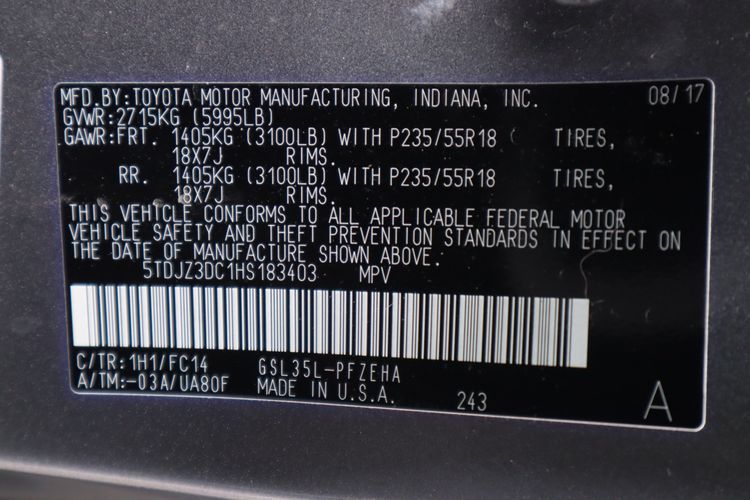 MFD.BY:TOYOTA MOTOR MANUFACTURING, INDIANA, INC. 08/17
GVWR:2715KG (5995LB)
GAWR:FRT. 1405KG (3100LB) WITH P235/55R18 TIRES,
18X7J RIMS.
RR. 1405KG (3100LB) WITH P235/55R18 TIRES,
18X7J RIMS.
THIS VEHICLE CONFORMS TO ALL APPLICABLE FEDERAL MOTOR
VEHICLE SAFETY AND THEFT PREVENTION STANDARDS IN EFFECT ON
THE DATE OF MANUFACTURE SHOWN ABOVE.
5TDJZ3DC1HS183403 MPV
C/TR:1H1/FC14 GSL35L-PFZEHA
A/TM:-03A/UA80F MADE IN U.S.A. 243 A